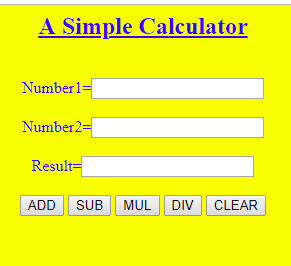 A Simple Calculator
Number1=
Number2=
Result=
ADD SUB MUL DIV CLEAR